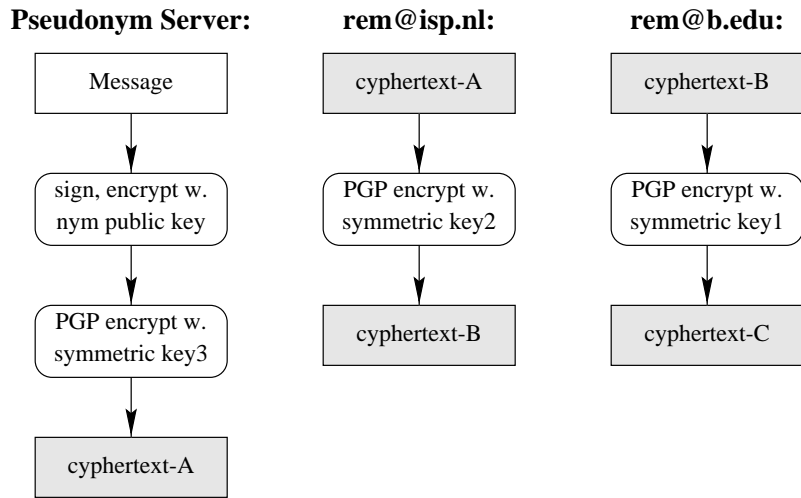 Pseudonym Server:
Message
sign, encrypt w.
nym public key
PGP encrypt w.
symmetric key3
cyphertext-A
rem@isp.nl:
cyphertext-A
PGP encrypt w.
symmetric key2
cyphertext-B
rem@b.edu:
cyphertext-B
PGP encrypt w.
symmetric key1
cyphertext-C